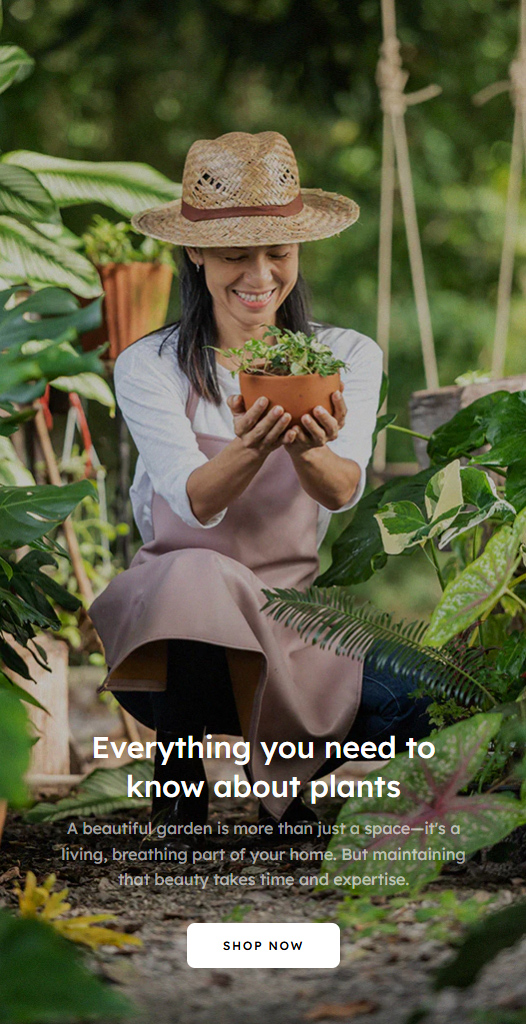 Everything you need to
know about plants
A beautiful garden is more than just a space—it's a
living, breathing part of your home. But maintaining
that beauty takes time and expertise.
SHOP NOW